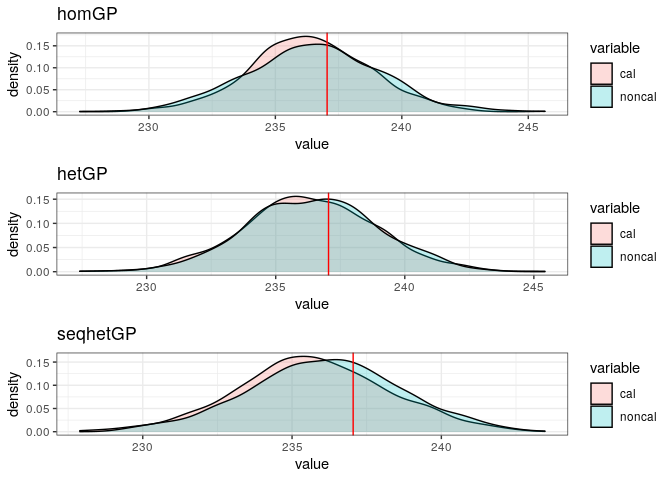 homGP
density
0.15
0.10
0.05
0.00
230 235 240 245
value
variable
cal
noncal
hetGP
density
0.15
0.10
0.05
0.00
230 235 240 245
value
variable
cal
noncal
seqhetGP
density
0.15
0.10
0.05
0.00
230 235 240
value
variable
cal
noncal